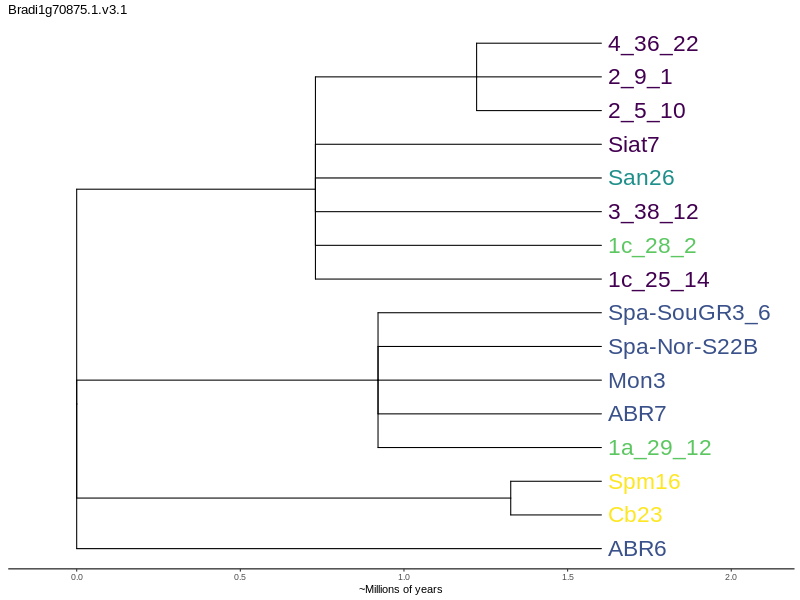 Bradi1g70875.1.v3.1
4_36_22
2_9_1
2_5_10
Siat7
San26
3_38_12
1c_28_2
1c_25_14
Spa-SouGR3_6
Spa-Nor-S22B
Mon3
ABR7
1a_29_12
Spm16
Cb23
ABR6
0.0 0.5 1.0 1.5 2.0
~Millions of years